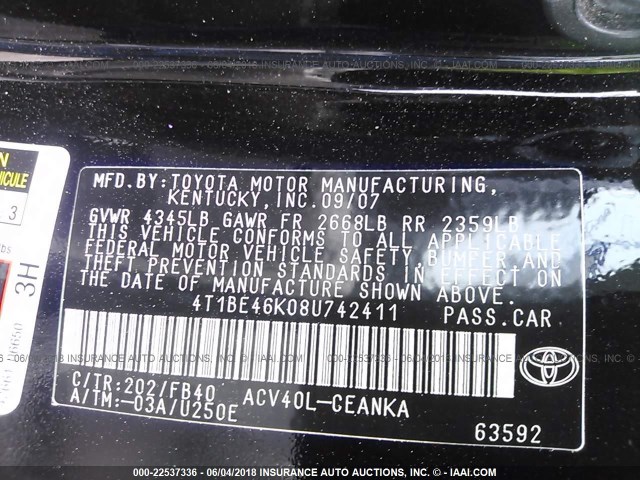 MFD. BY: TOYOTA MOTOR MANUFACTURING,
KENTUCKY, INC. 09/07
GVWR 4345LB GAWR FR 2668LB RR 2359LB
THIS VEHICLE CONFORMS TO ALL APPLICABLE
FEDERAL MOTOR VEHICLE SAFETY, BUMPER AND
THEFT PREVENTION STANDARDS IN EFFECT ON
THE DATE OF MANUFACTURE SHOWN ABOVE.
4T1BE46K08U742411 PASS. CAR
C/TR: 202/FB40 ACV40L-CEANKA
A/TM: -03A/U250E
63592
TOYOTA
3
3H
000-22537336 - 06/04/2018 - © INSURANCE AUTO AUCTIONS - © IAAI.COM